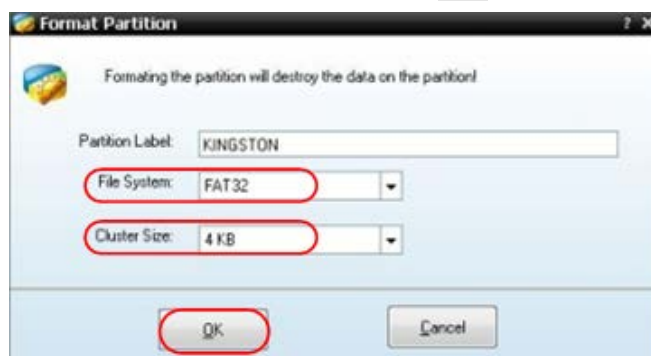 Format Partition ? X
Formating the partition will destroy the data on the partition!
Partition Label: KINGSTON
File System: FAT32
Cluster Size: 4 KB
OK Cancel